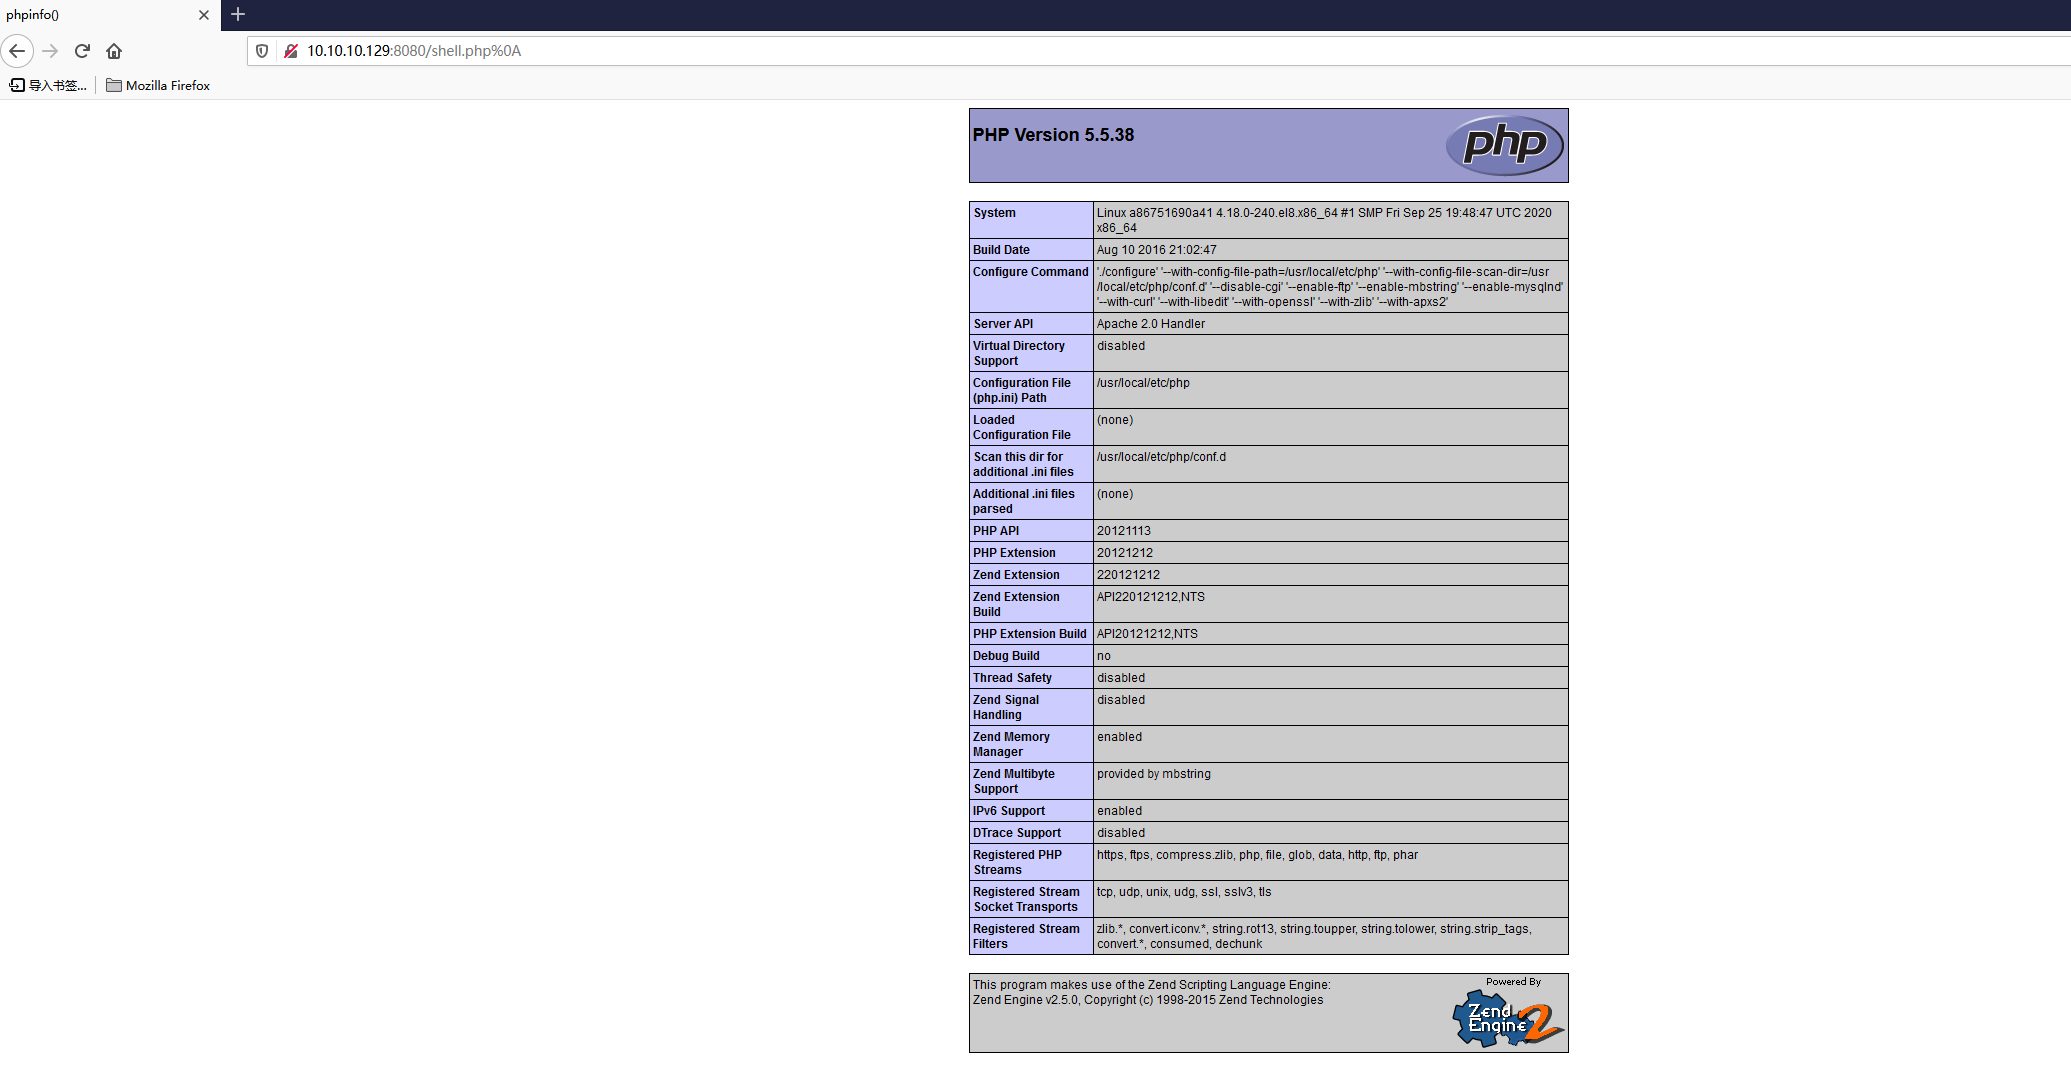 phpinfo()
10.10.10.129:8080/shell.php%0A
导入书签...
Mozilla Firefox
PHP Version 5.5.38
php
System
Linux a86751690a41 4.18.0-240.el8.x86_64 #1 SMP Fri Sep 25 19:48:47 UTC 2020
x86_64
Build Date
Aug 10 2016 21:02:47
Configure Command
'./configure' '--with-config-file-path=/usr/local/etc/php' '--with-config-file-scan-dir=/usr
/local/etc/php/conf.d' '--disable-cgi' '--enable-ftp' '--enable-mbstring' '--enable-mysqlnd'
'--with-curl' '--with-libedit' '--with-openssl' '--with-zlib' '--with-apxs2'
Server API
Apache 2.0 Handler
Virtual Directory
Support
disabled
Configuration File
(php.ini) Path
/usr/local/etc/php
Loaded
Configuration File
(none)
Scan this dir for
additional .ini files
/usr/local/etc/php/conf.d
Additional .ini files
parsed
(none)
PHP API
20121113
PHP Extension
20121212
Zend Extension
220121212
Zend Extension
Build
API220121212,NTS
PHP Extension Build
API20121212,NTS
Debug Build
no
Thread Safety
disabled
Zend Signal
Handling
disabled
Zend Memory
Manager
enabled
Zend Multibyte
Support
provided by mbstring
IPv6 Support
enabled
DTrace Support
disabled
Registered PHP
Streams
https, ftps, compress.zlib, php, file, glob, data, http, ftp, phar
Registered Stream
Socket Transports
tcp, udp, unix, udg, ssl, sslv3, tls
Registered Stream
Filters
zlib.*, convert.iconv.*, string.rot13, string.toupper, string.tolower, string.strip_tags,
convert.*, consumed, dechunk
This program makes use of the Zend Scripting Language Engine:
Zend Engine v2.5.0, Copyright (c) 1998-2015 Zend Technologies
Powered By
Zend
Engine 2